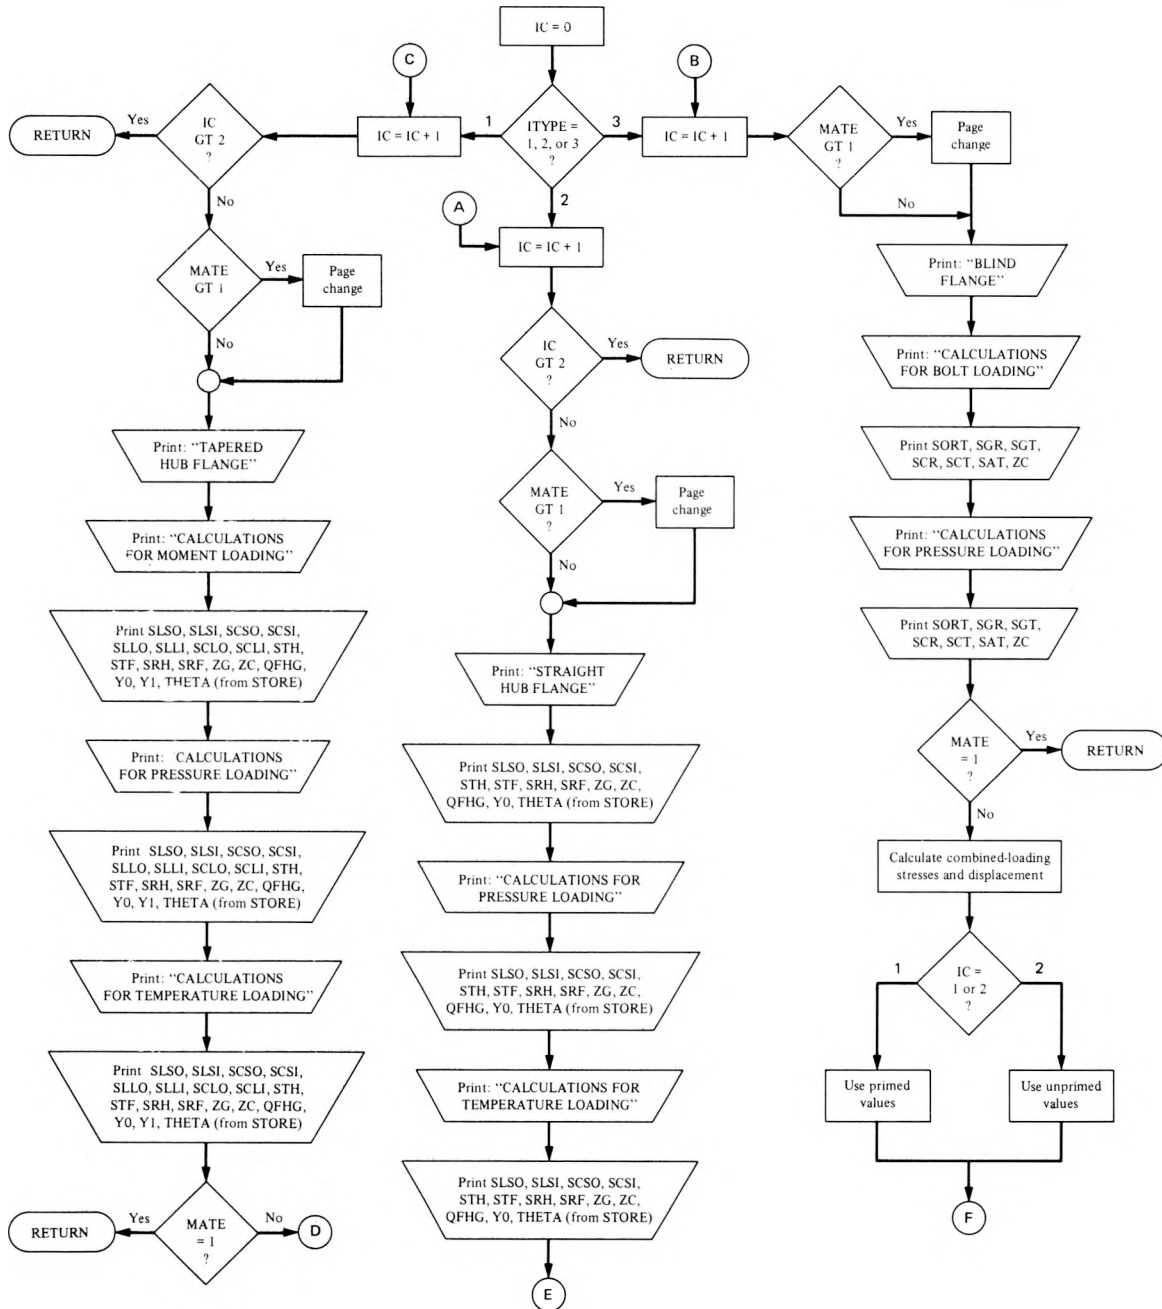 IC = 0
C
B
Yes
RETURN
IC
GT 2
?
IC = IC + 1
1
ITYPE =
1, 2, or 3
?
3
IC = IC + 1
MATE
GT 1
?
Yes
Page
change
No
2
No
A
IC = IC + 1
MATE
GT 1
Yes
Page
change
No
Print: "BLIND
FLANGE"
IC
GT 2
?
Yes
RETURN
No
Print: "CALCULATIONS
FOR BOLT LOADING"
Print: "TAPERED
HUB FLANGE"
Print SORT, SGR, SGT,
SCR, SCT, SAT, ZC
MATE
GT 1
?
Yes
Page
change
No
Print: "CALCULATIONS
FOR MOMENT LOADING"
Print: "CALCULATIONS
FOR PRESSURE LOADING"
Print SLSO, SLSI, SCSO, SCSI,
SLLO, SLLI, SCLO, SCLI, STH,
STF, SRH, SRF, ZG, ZC, QFHG,
Y0, Y1, THETA (from STORE)
Print SORT, SGR, SGT,
SCR, SCT, SAT, ZC
Print: "STRAIGHT
HUB FLANGE"
Print: CALCULATIONS
FOR PRESSURE LOADING"
MATE
= 1
?
Yes
RETURN
No
Print SLSO, SLSI, SCSO, SCSI,
STH, STF, SRH, SRF, ZG, ZC,
QFHG, Y0, THETA (from STORE)
Print SLSO, SLSI, SCSO, SCSI,
SLLO, SLLI, SCLO, SCLI, STH,
STF, SRH, SRF, ZG, ZC, QFHG,
Y0, Y1, THETA (from STORE)
Calculate combined-loading
stresses and displacement
Print: "CALCULATIONS FOR
PRESSURE LOADING"
Print: "CALCULATIONS
FOR TEMPERATURE LOADING"
1
IC =
1 or 2
?
2
Print SLSO, SLSI, SCSO, SCSI,
STH, STF, SRH, SRF, ZG, ZC,
QFHG, Y0, THETA (from STORE)
Print SLSO, SLSI, SCSO, SCSI,
SLLO, SLLI, SCLO, SCLI, STH,
STF, SRH, SRF, ZG, ZC, QFHG,
Y0, Y1, THETA (from STORE)
Print: "CALCULATIONS FOR
TEMPERATURE LOADING"
Use primed
values
Use unprimed
values
Print SLSO, SLSI, SCSO, SCSI,
STH, STF, SRH, SRF, ZG, ZC,
QFHG, Y0, THETA (from STORE)
RETURN
Yes
MATE
= 1
?
No
D
F
E